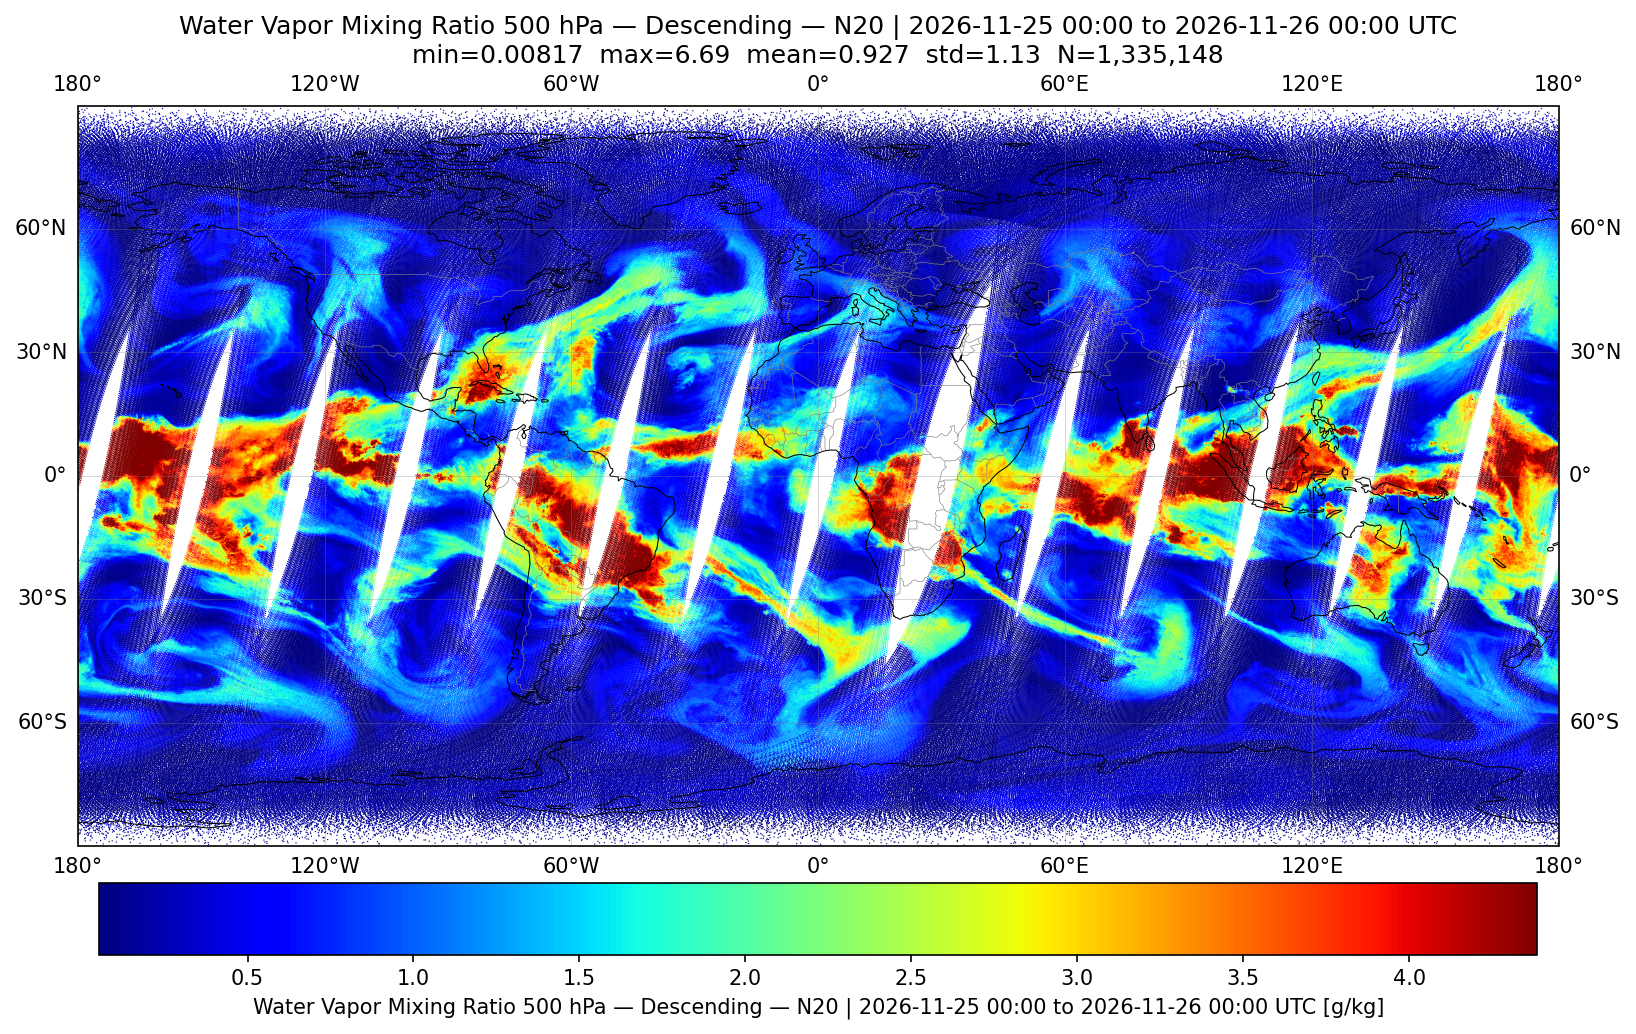 Water Vapor Mixing Ratio 500 hPa — Descending — N20 | 2026-11-25 00:00 to 2026-11-26 00:00 UTC
min=0.00817 max=6.69 mean=0.927 std=1.13 N=1,335,148
180° 120°W 60°W 0° 60°E 120°E 180°
60°N 60°N
30°N 30°N
0° 0°
30°S 30°S
60°S 60°S
180° 120°W 60°W 0° 60°E 120°E 180°
0.5 1.0 1.5 2.0 2.5 3.0 3.5 4.0
Water Vapor Mixing Ratio 500 hPa — Descending — N20 | 2026-11-25 00:00 to 2026-11-26 00:00 UTC [g/kg]